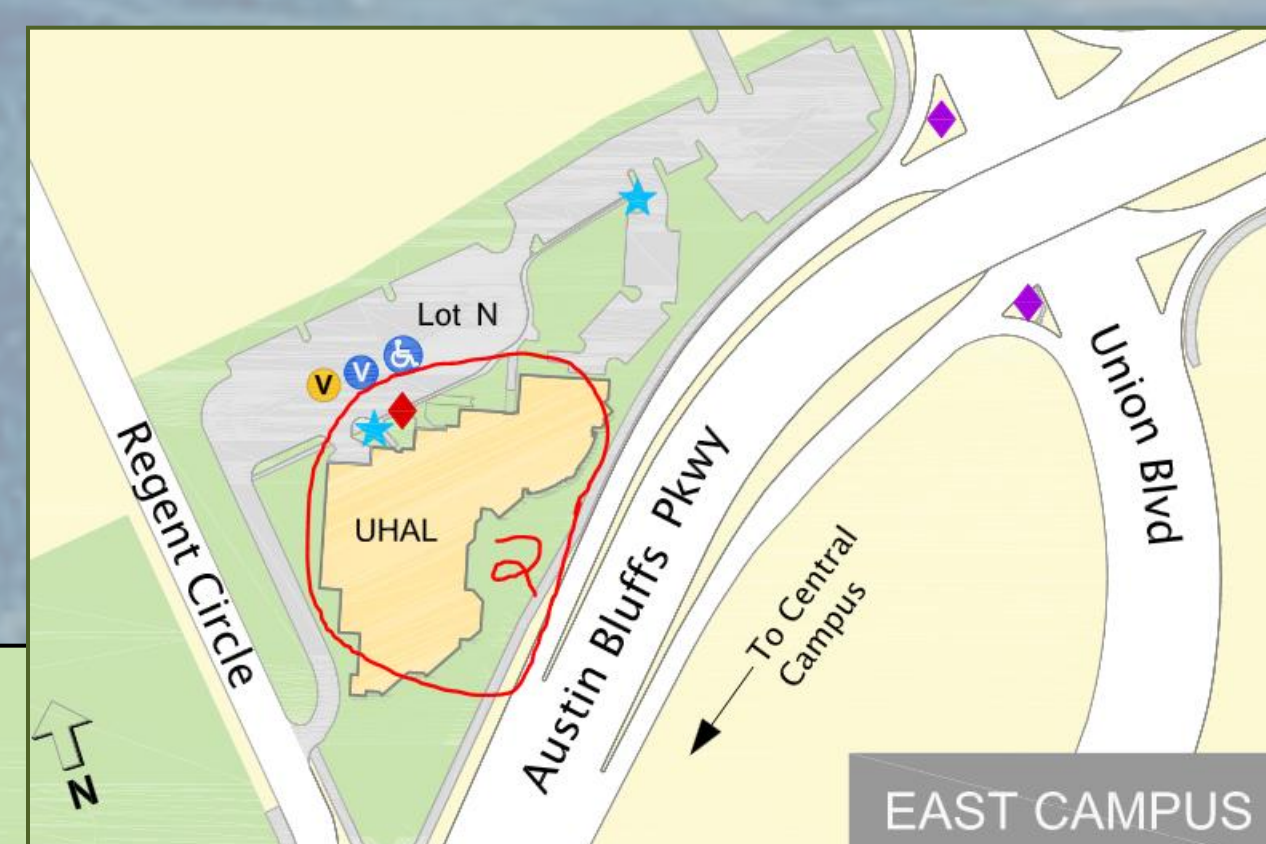 Lot N
V
V
Regent Circle
UHAL
2
Austin Bluffs Pkwy
Union Blvd
To Central
Campus
N
EAST CAMPUS